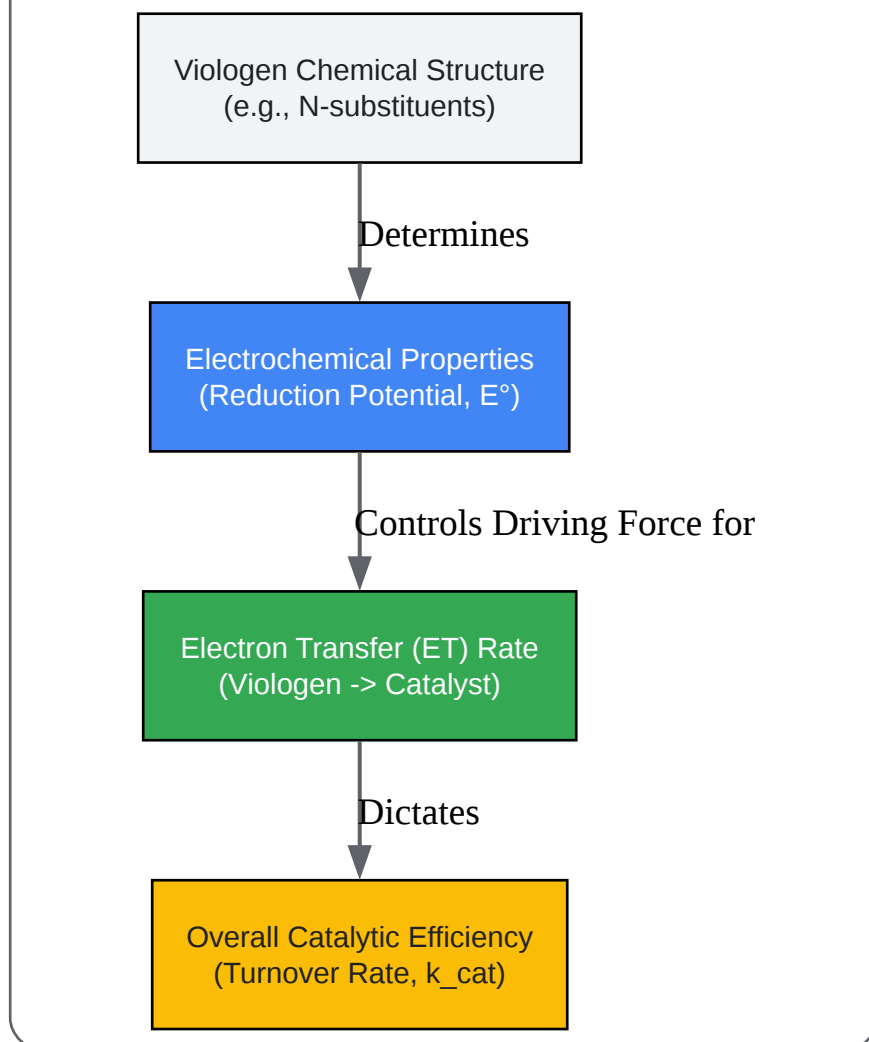 Viologen Chemical Structure
(e.g., N-substituents)
Determines
Electrochemical Properties
(Reduction Potential, E°)
Controls Driving Force for
Electron Transfer (ET) Rate
(Viologen -> Catalyst)
Dictates
Overall Catalytic Efficiency
(Turnover Rate, k_cat)